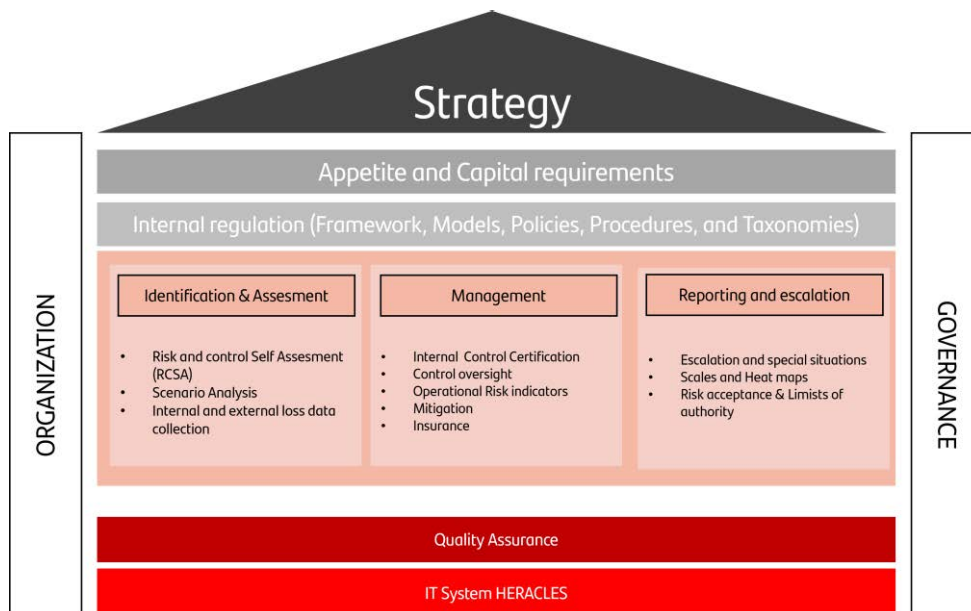 Strategy
ORGANIZATION
Appetite and Capital requirements
Internal regulation (Framework, Models, Policies, Procedures, and Taxonomies)
Identification & Assesment
• Risk and control Self Assesment
(RCSA)
• Scenario Analysis
• Internal and external loss data
collection
Management
• Internal Control Certification
• Control oversight
• Operational Risk indicators
• Mitigation
• Insurance
Reporting and escalation
• Escalation and special situations
• Scales and Heat maps
• Risk acceptance & Limists of
authority
GOVERNANCE
Quality Assurance
IT System HERACLES